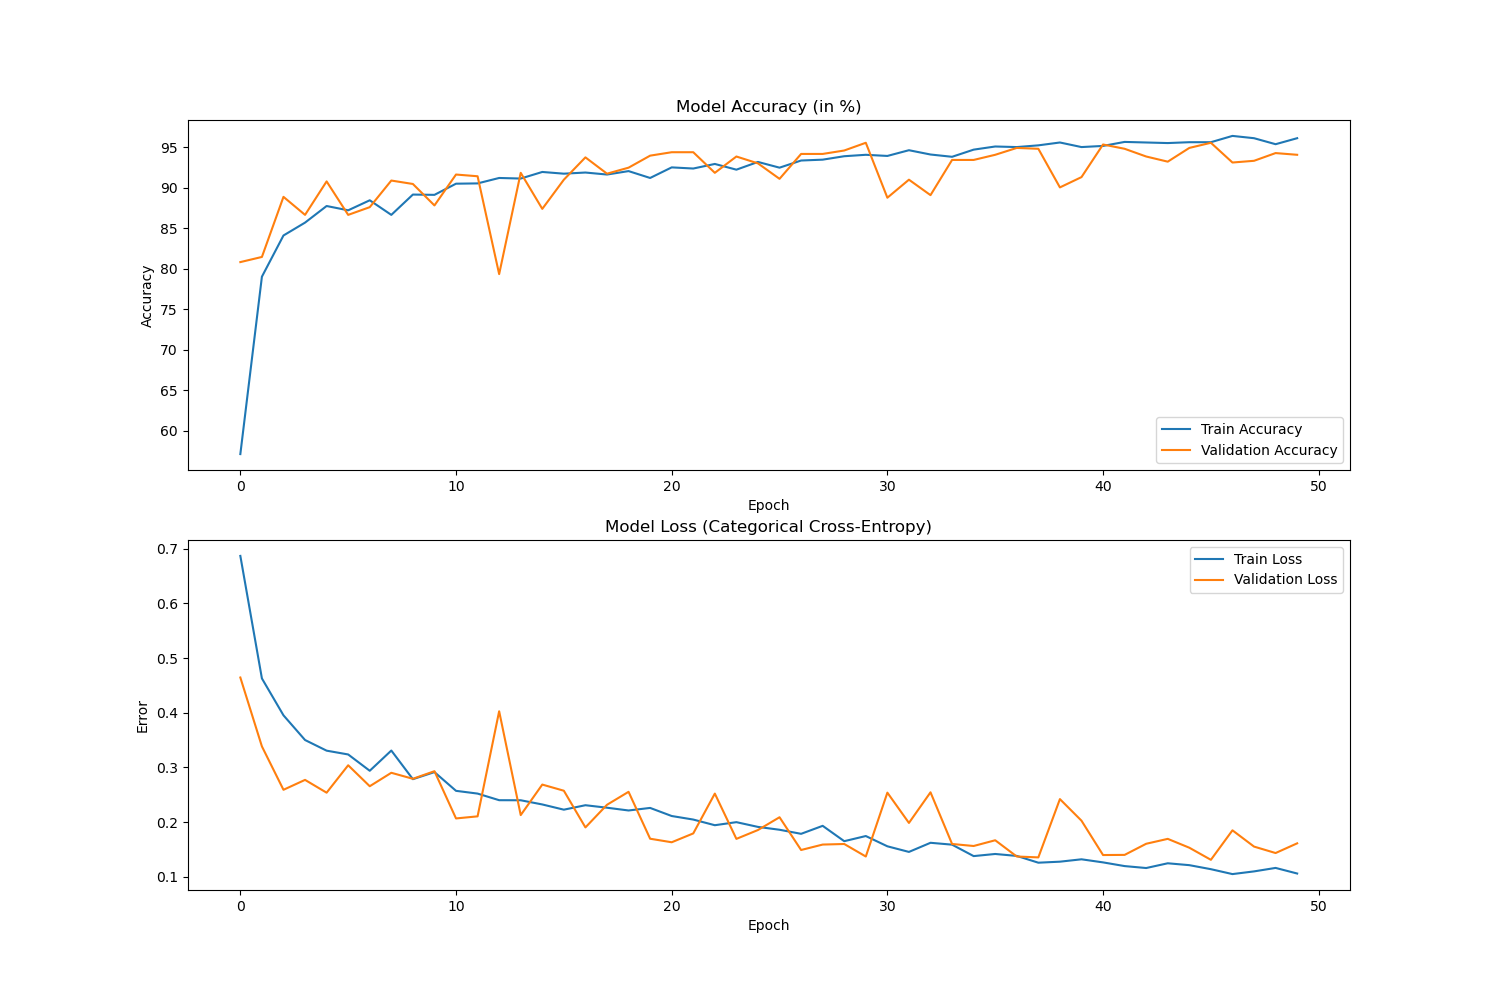 Model Accuracy (in %)
95
90
85
80
75
70
65
60
Accuracy
Train Accuracy
Validation Accuracy
0 10 20 30 40 50
Epoch
Model Loss (Categorical Cross-Entropy)
0.7
0.6
0.5
0.4
0.3
0.2
0.1
Error
Train Loss
Validation Loss
0 10 20 30 40 50
Epoch